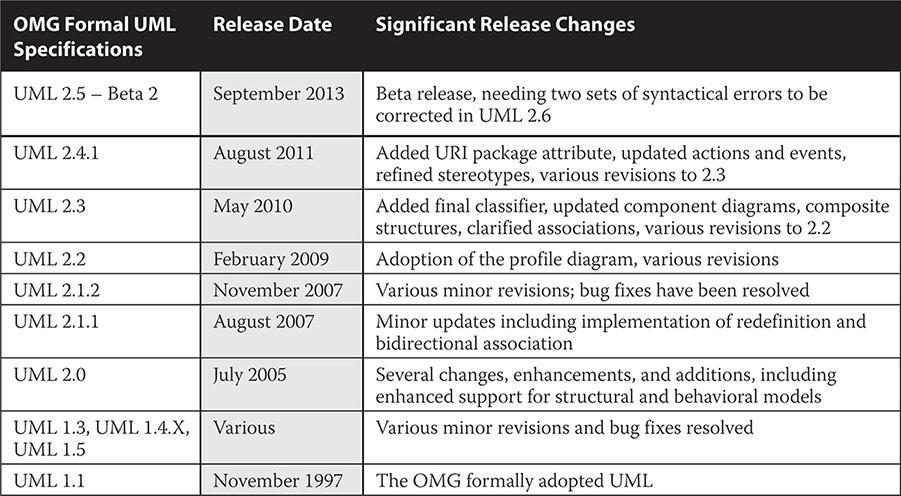 OMG Formal UML Specifications | Release Date | Significant Release Changes
UML 2.5 – Beta 2 | September 2013 | Beta release, needing two sets of syntactical errors to be
corrected in UML 2.6
UML 2.4.1 | August 2011 | Added URI package attribute, updated actions and events,
refined stereotypes, various revisions to 2.3
UML 2.3 | May 2010 | Added final classifier, updated component diagrams, composite
structures, clarified associations, various revisions to 2.2
UML 2.2 | February 2009 | Adoption of the profile diagram, various revisions
UML 2.1.2 | November 2007 | Various minor revisions; bug fixes have been resolved
UML 2.1.1 | August 2007 | Minor updates including implementation of redefinition and
bidirectional association
UML 2.0 | July 2005 | Several changes, enhancements, and additions, including
enhanced support for structural and behavioral models
UML 1.3, UML 1.4.X, UML 1.5 | Various | Various minor revisions and bug fixes resolved
UML 1.1 | November 1997 | The OMG formally adopted UML